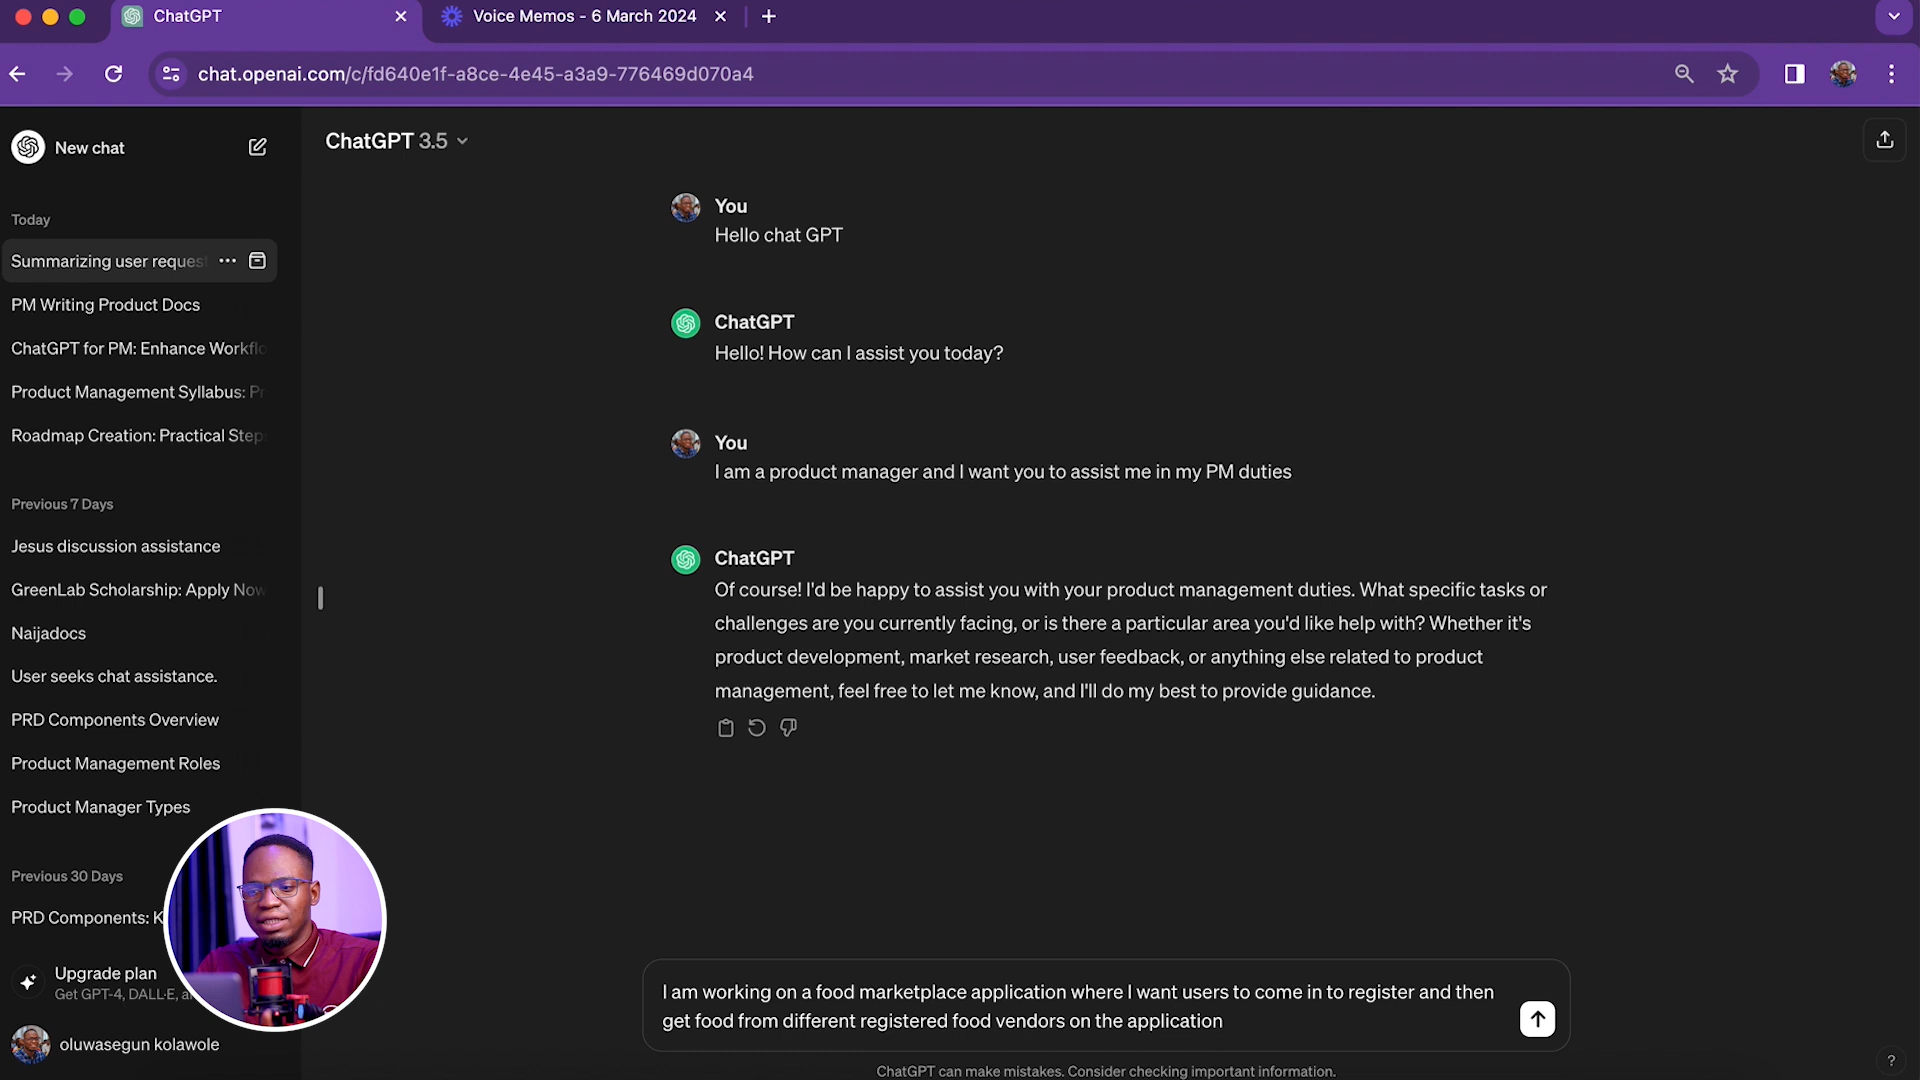 ChatGPT
Voice Memos - 6 March 2024
chat.openai.com/c/fd640e1f-a8ce-4e45-a3a9-776469d070a4
New chat
Today
Summarizing user reques
PM Writing Product Docs
ChatGPT for PM: Enhance Workflo
Product Management Syllabus: Pr
Roadmap Creation: Practical Step
Previous 7 Days
Jesus discussion assistance
GreenLab Scholarship: Apply Now
Naijadocs
User seeks chat assistance.
PRD Components Overview
Product Management Roles
Product Manager Types
Previous 30 Days
PRD Components: K
Upgrade plan
Get GPT-4, DALL·E, a
oluwasegun kolawole
ChatGPT 3.5
You
Hello chat GPT
ChatGPT
Hello! How can I assist you today?
You
I am a product manager and I want you to assist me in my PM duties
ChatGPT
Of course! I'd be happy to assist you with your product management duties. What specific tasks or
challenges are you currently facing, or is there a particular area you'd like help with? Whether it's
product development, market research, user feedback, or anything else related to product
management, feel free to let me know, and I'll do my best to provide guidance.
I am working on a food marketplace application where I want users to come in to register and then
get food from different registered food vendors on the application
ChatGPT can make mistakes. Consider checking important information.
?